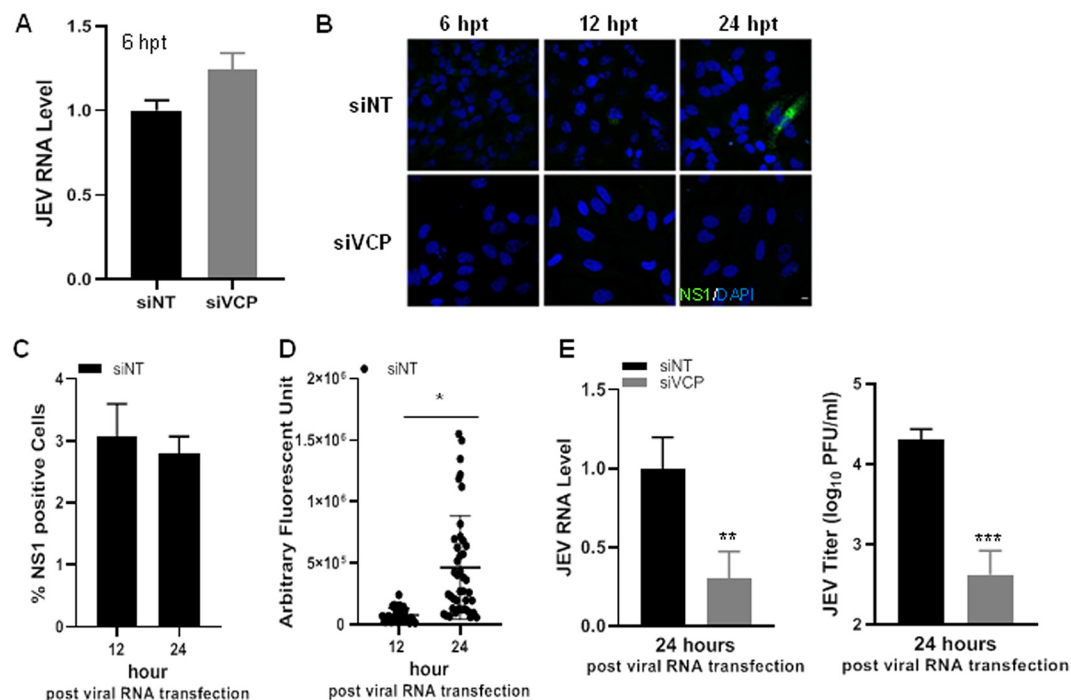 A
6 hpt
JEV RNA Level
1.5
1.0
0.5
0.0
siNT
siVCP
B
6 hpt
12 hpt
24 hpt
siNT
siVCP
NS1/DAPI
C
siNT
% NS1 positive Cells
4
3
2
1
0
12
24
hour
post viral RNA transfection
D
siNT
Arbitrary Fluorescent Unit
2×10⁶
1.5×10⁶
1×10⁶
5×10⁵
0
*
12
24
hour
post viral RNA transfection
E
siNT
siVCP
JEV RNA Level
1.5
1.0
0.5
0.0
**
24 hours
post viral RNA transfection
JEV Titer (log₁₀ PFU/ml)
5
4
3
2
***
24 hours
post viral RNA transfection